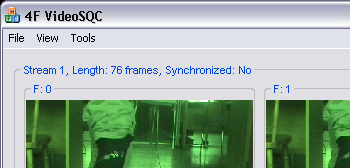 4F VideoSQC
File View Tools
Stream 1, Length: 76 frames, Synchronized: No
F: 0 F: 1